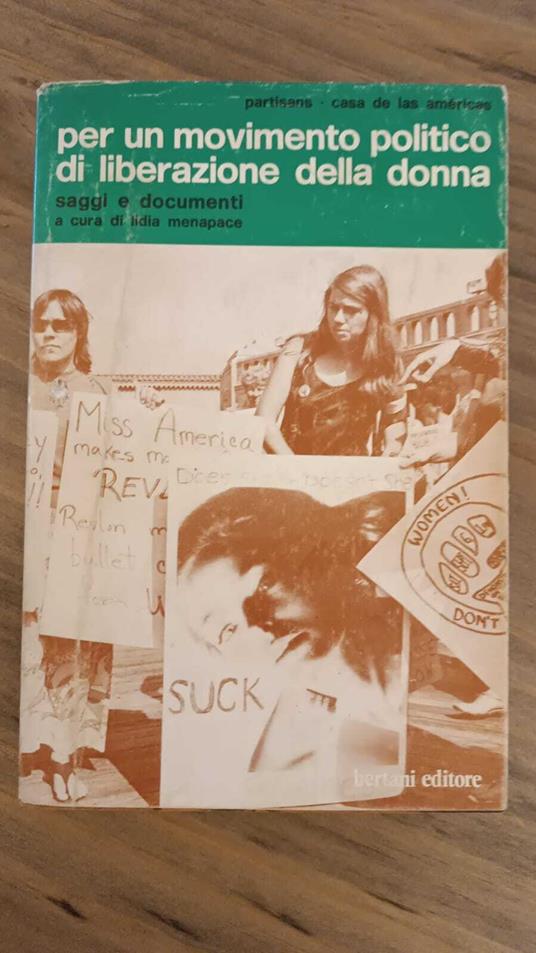 partisans · casa de las américas
per un movimento politico
di liberazione della donna
saggi e documenti
a cura di lidia menapace
Miss America
makes
REV
Revlon
bullet
SUCK
WOMEN!
DON'T
bertani editore